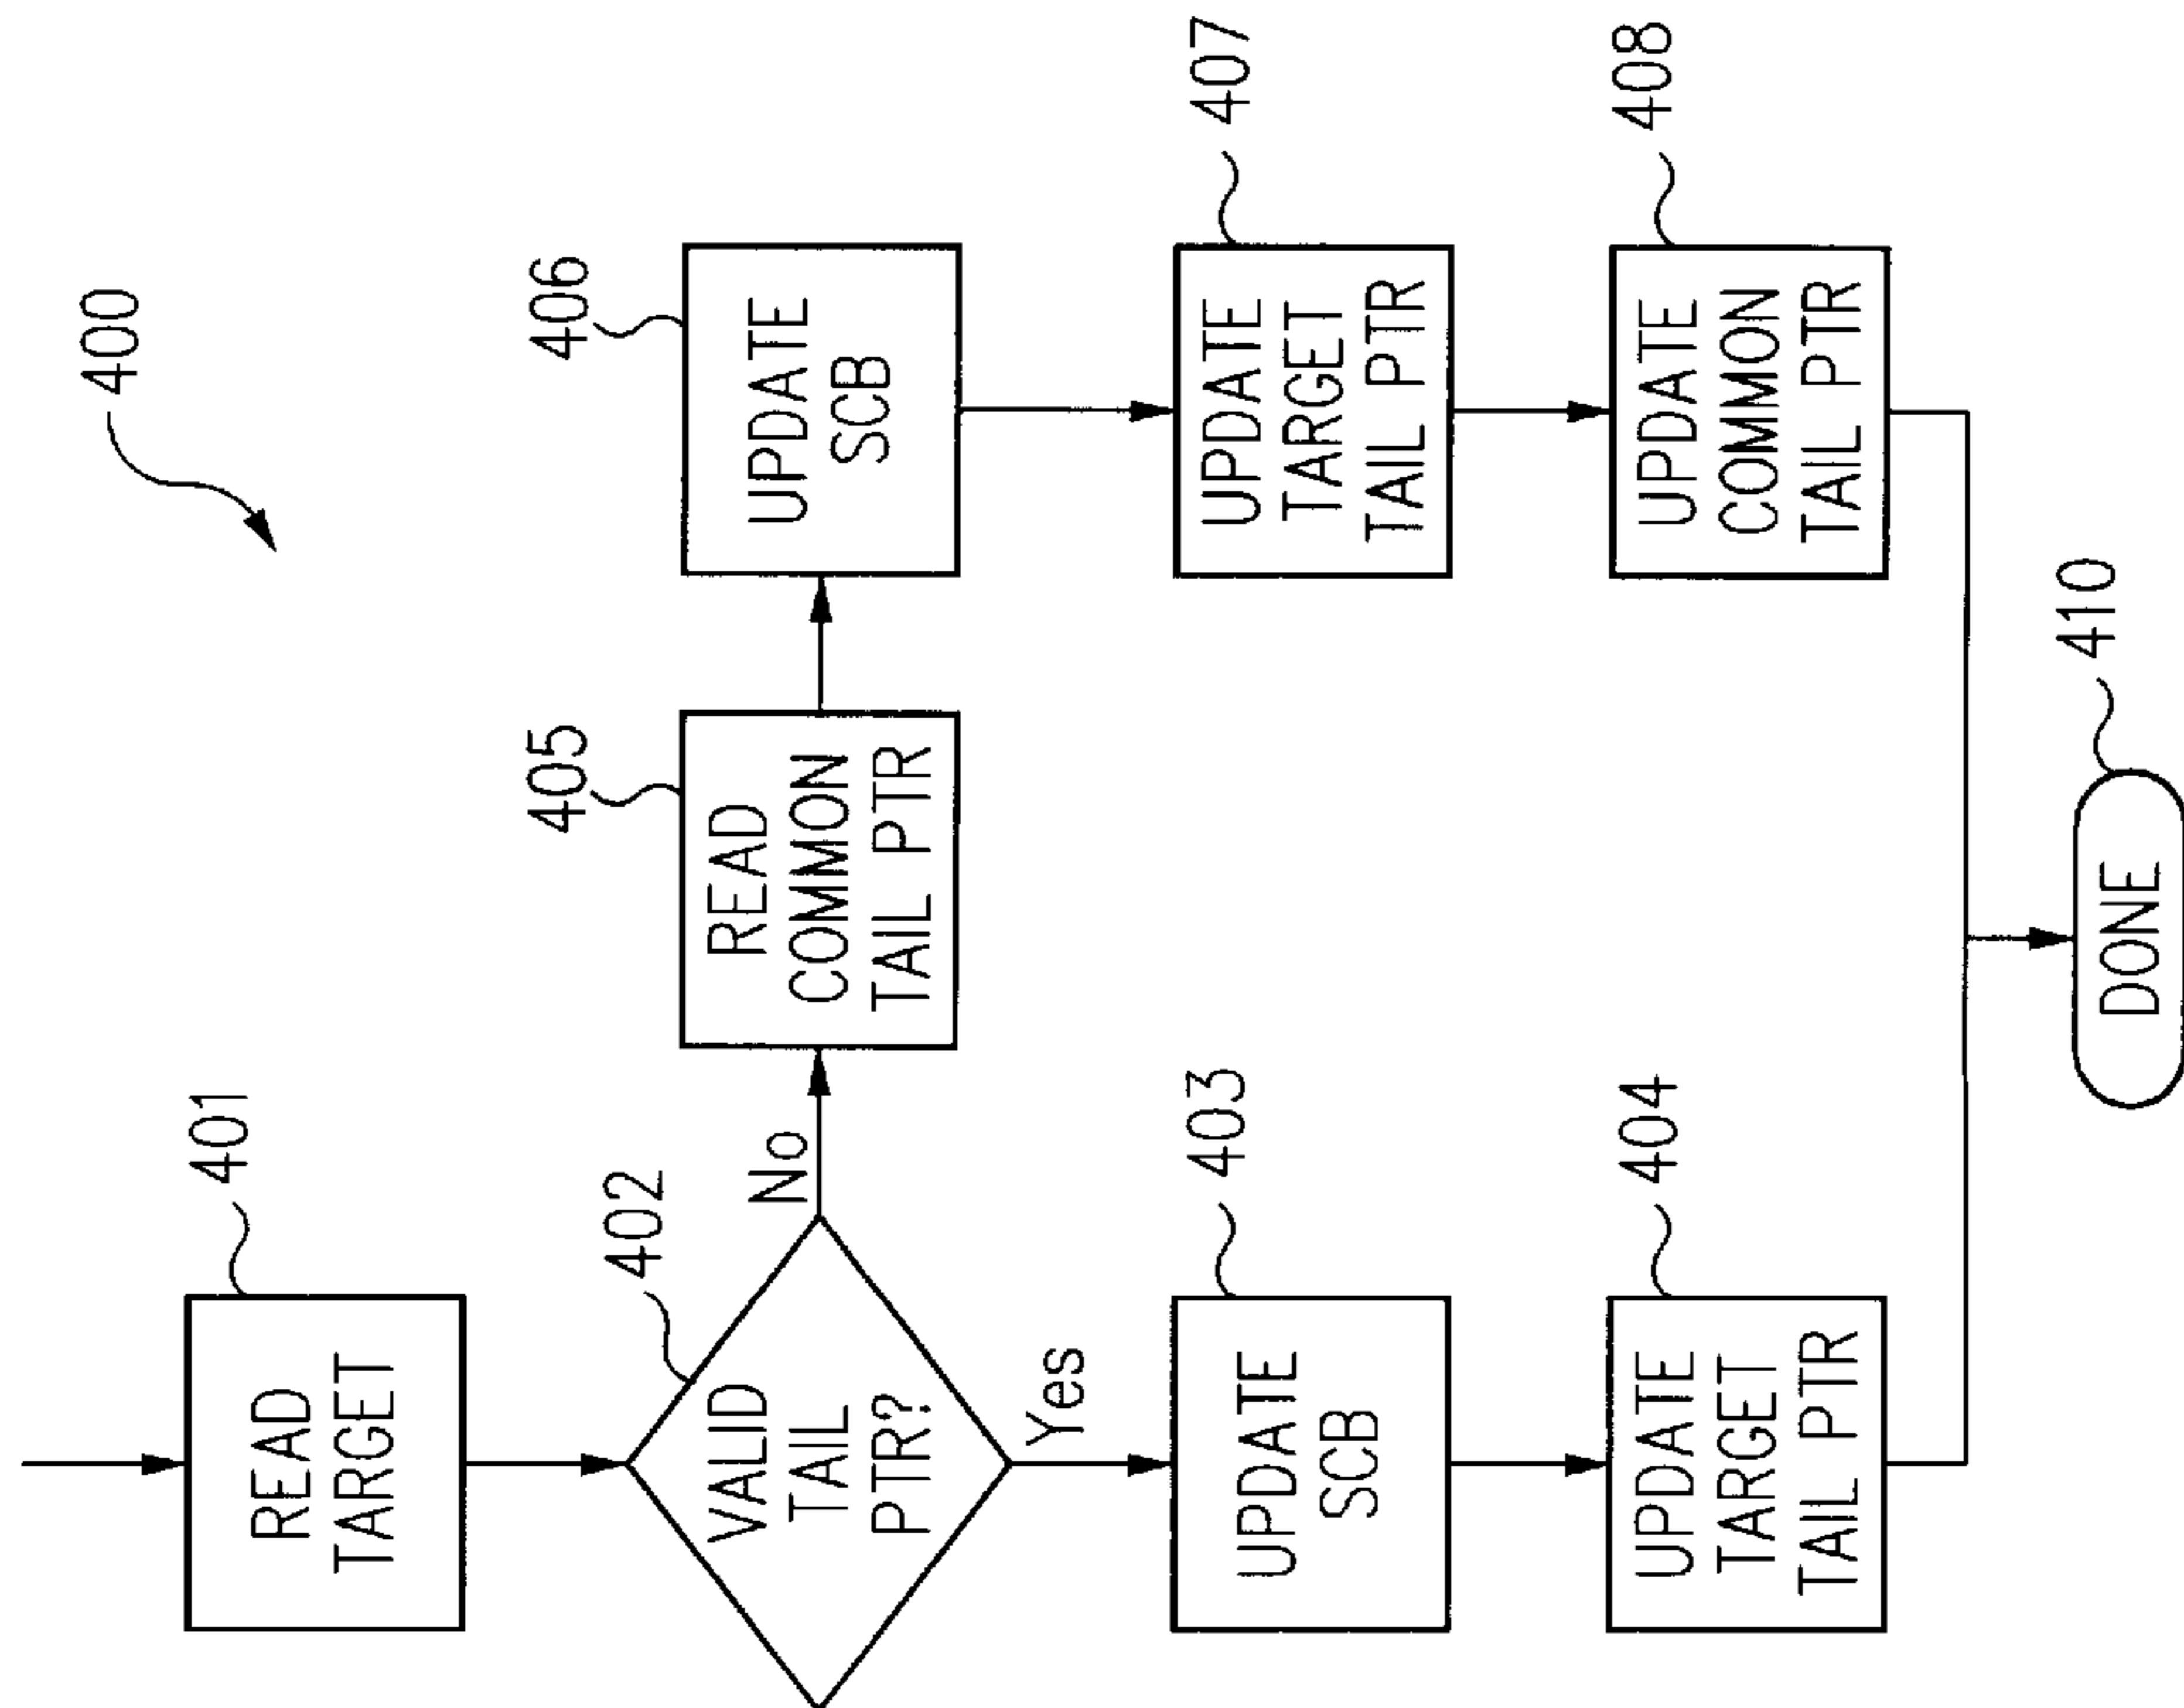 400
401
READ
TARGET
402
VALID
TAIL
PTR?
No
Yes
405
READ
COMMON
TAIL PTR
406
UPDATE
SCB
403
UPDATE
SCB
407
UPDATE
TARGET
TAIL PTR
404
UPDATE
TARGET
TAIL PTR
408
UPDATE
COMMON
TAIL PTR
410
DONE